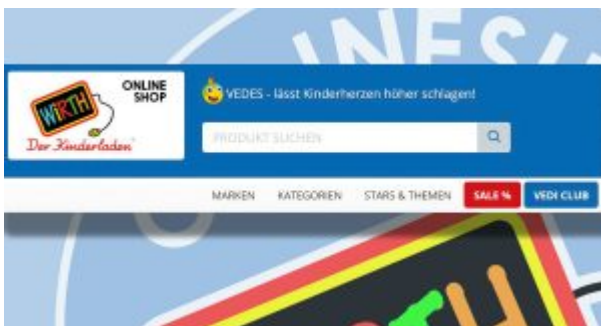 ONLINE
SHOP
WIRTH
Der Kinderladen
VEDES - lässt Kinderherzen höher schlagen!
PRODUKT SUCHEN
MARKEN
KATEGORIEN
STARS & THEMEN
SALE %
VEDI CLUB